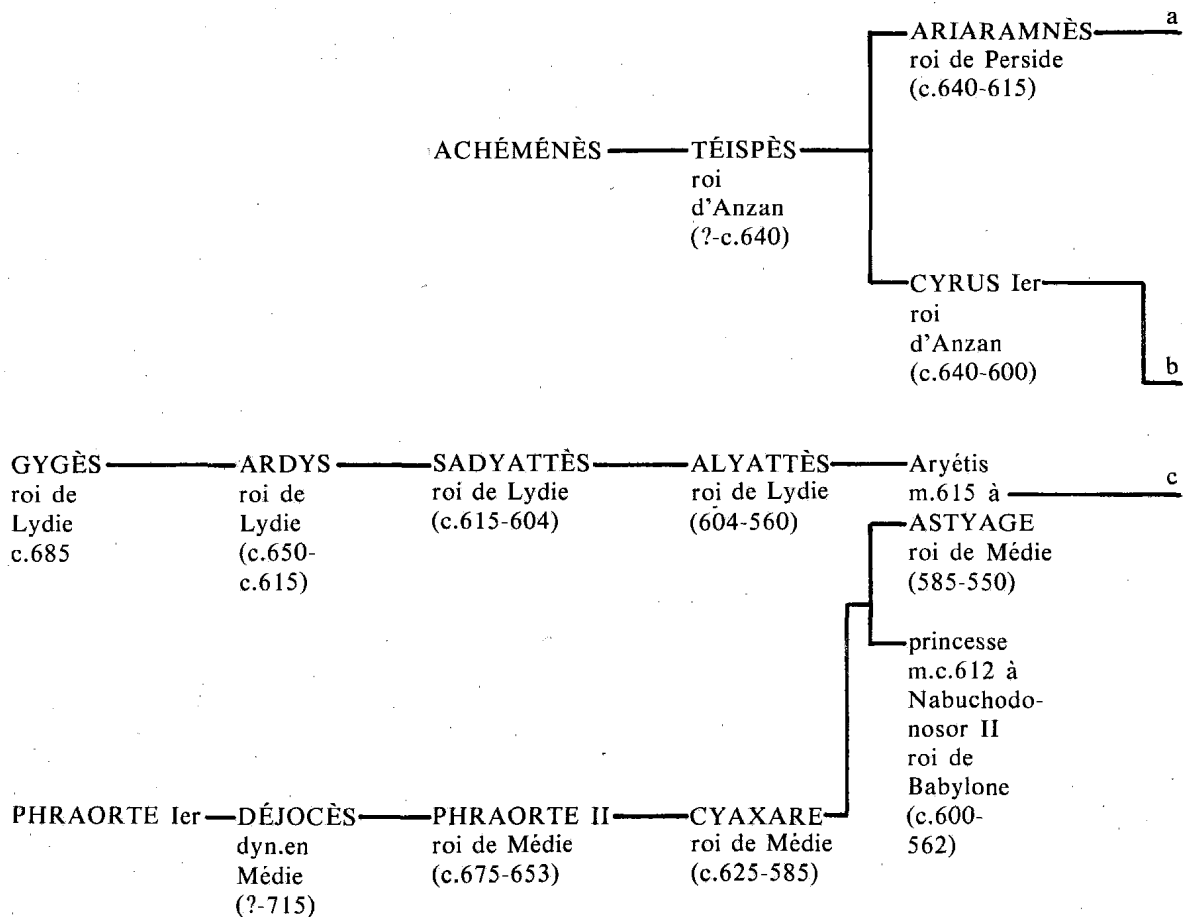 a
ARIARAMNÈS
roi de Perside
(c.640-615)
ACHÉMÉNÈS
TÉISPÈS
roi
d'Anzan
(?-c.640)
CYRUS Ier
roi
d'Anzan
(c.640-600)
b
GYGÈS
roi de
Lydie
c.685
ARDYS
roi de
Lydie
(c.650-
c.615)
SADYATTÈS
roi de Lydie
(c.615-604)
ALYATTÈS
roi de Lydie
(604-560)
Aryétis
m.615 à
c
ASTYAGE
roi de Médie
(585-550)
princesse
m.c.612 à
Nabuchodo-
nosor II
roi de
Babylone
(c.600-
562)
PHRAORTE Ier
DÉJOCÈS
dyn.en
Médie
(?-715)
PHRAORTE II
roi de Médie
(c.675-653)
CYAXARE
roi de Médie
(c.625-585)